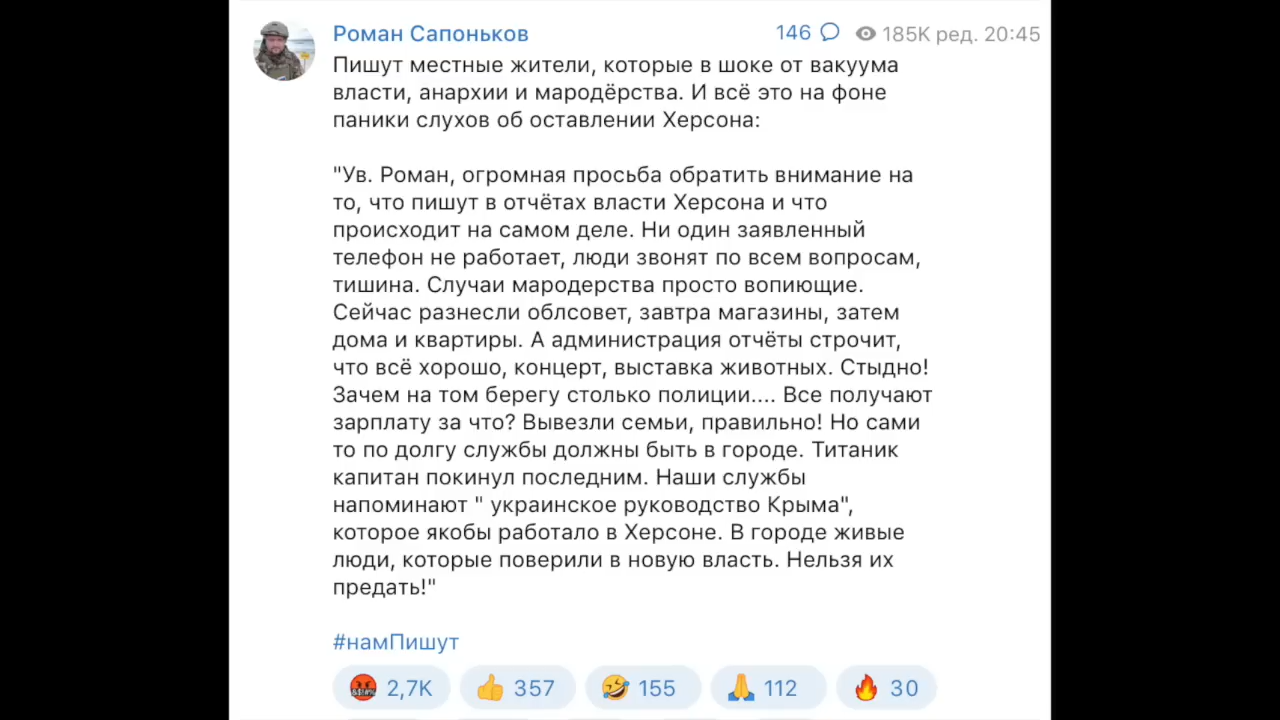 Роман Сапоньков 146 185K ред. 20:45
Пишут местные жители, которые в шоке от вакуума
власти, анархии и мародёрства. И всё это на фоне
паники слухов об оставлении Херсона:
"Ув. Роман, огромная просьба обратить внимание на
то, что пишут в отчётах власти Херсона и что
происходит на самом деле. Ни один заявленный
телефон не работает, люди звонят по всем вопросам,
тишина. Случаи мародерства просто вопиющие.
Сейчас разнесли облсовет, завтра магазины, затем
дома и квартиры. А администрация отчёты строчит,
что всё хорошо, концерт, выставка животных. Стыдно!
Зачем на том берегу столько полиции.... Все получают
зарплату за что? Вывезли семьи, правильно! Но сами
то по долгу службы должны быть в городе. Титаник
капитан покинул последним. Наши службы
напоминают " украинское руководство Крыма",
которое якобы работало в Херсоне. В городе живые
люди, которые поверили в новую власть. Нельзя их
предать!"
#намПишут
2,7K 357 155 112 30